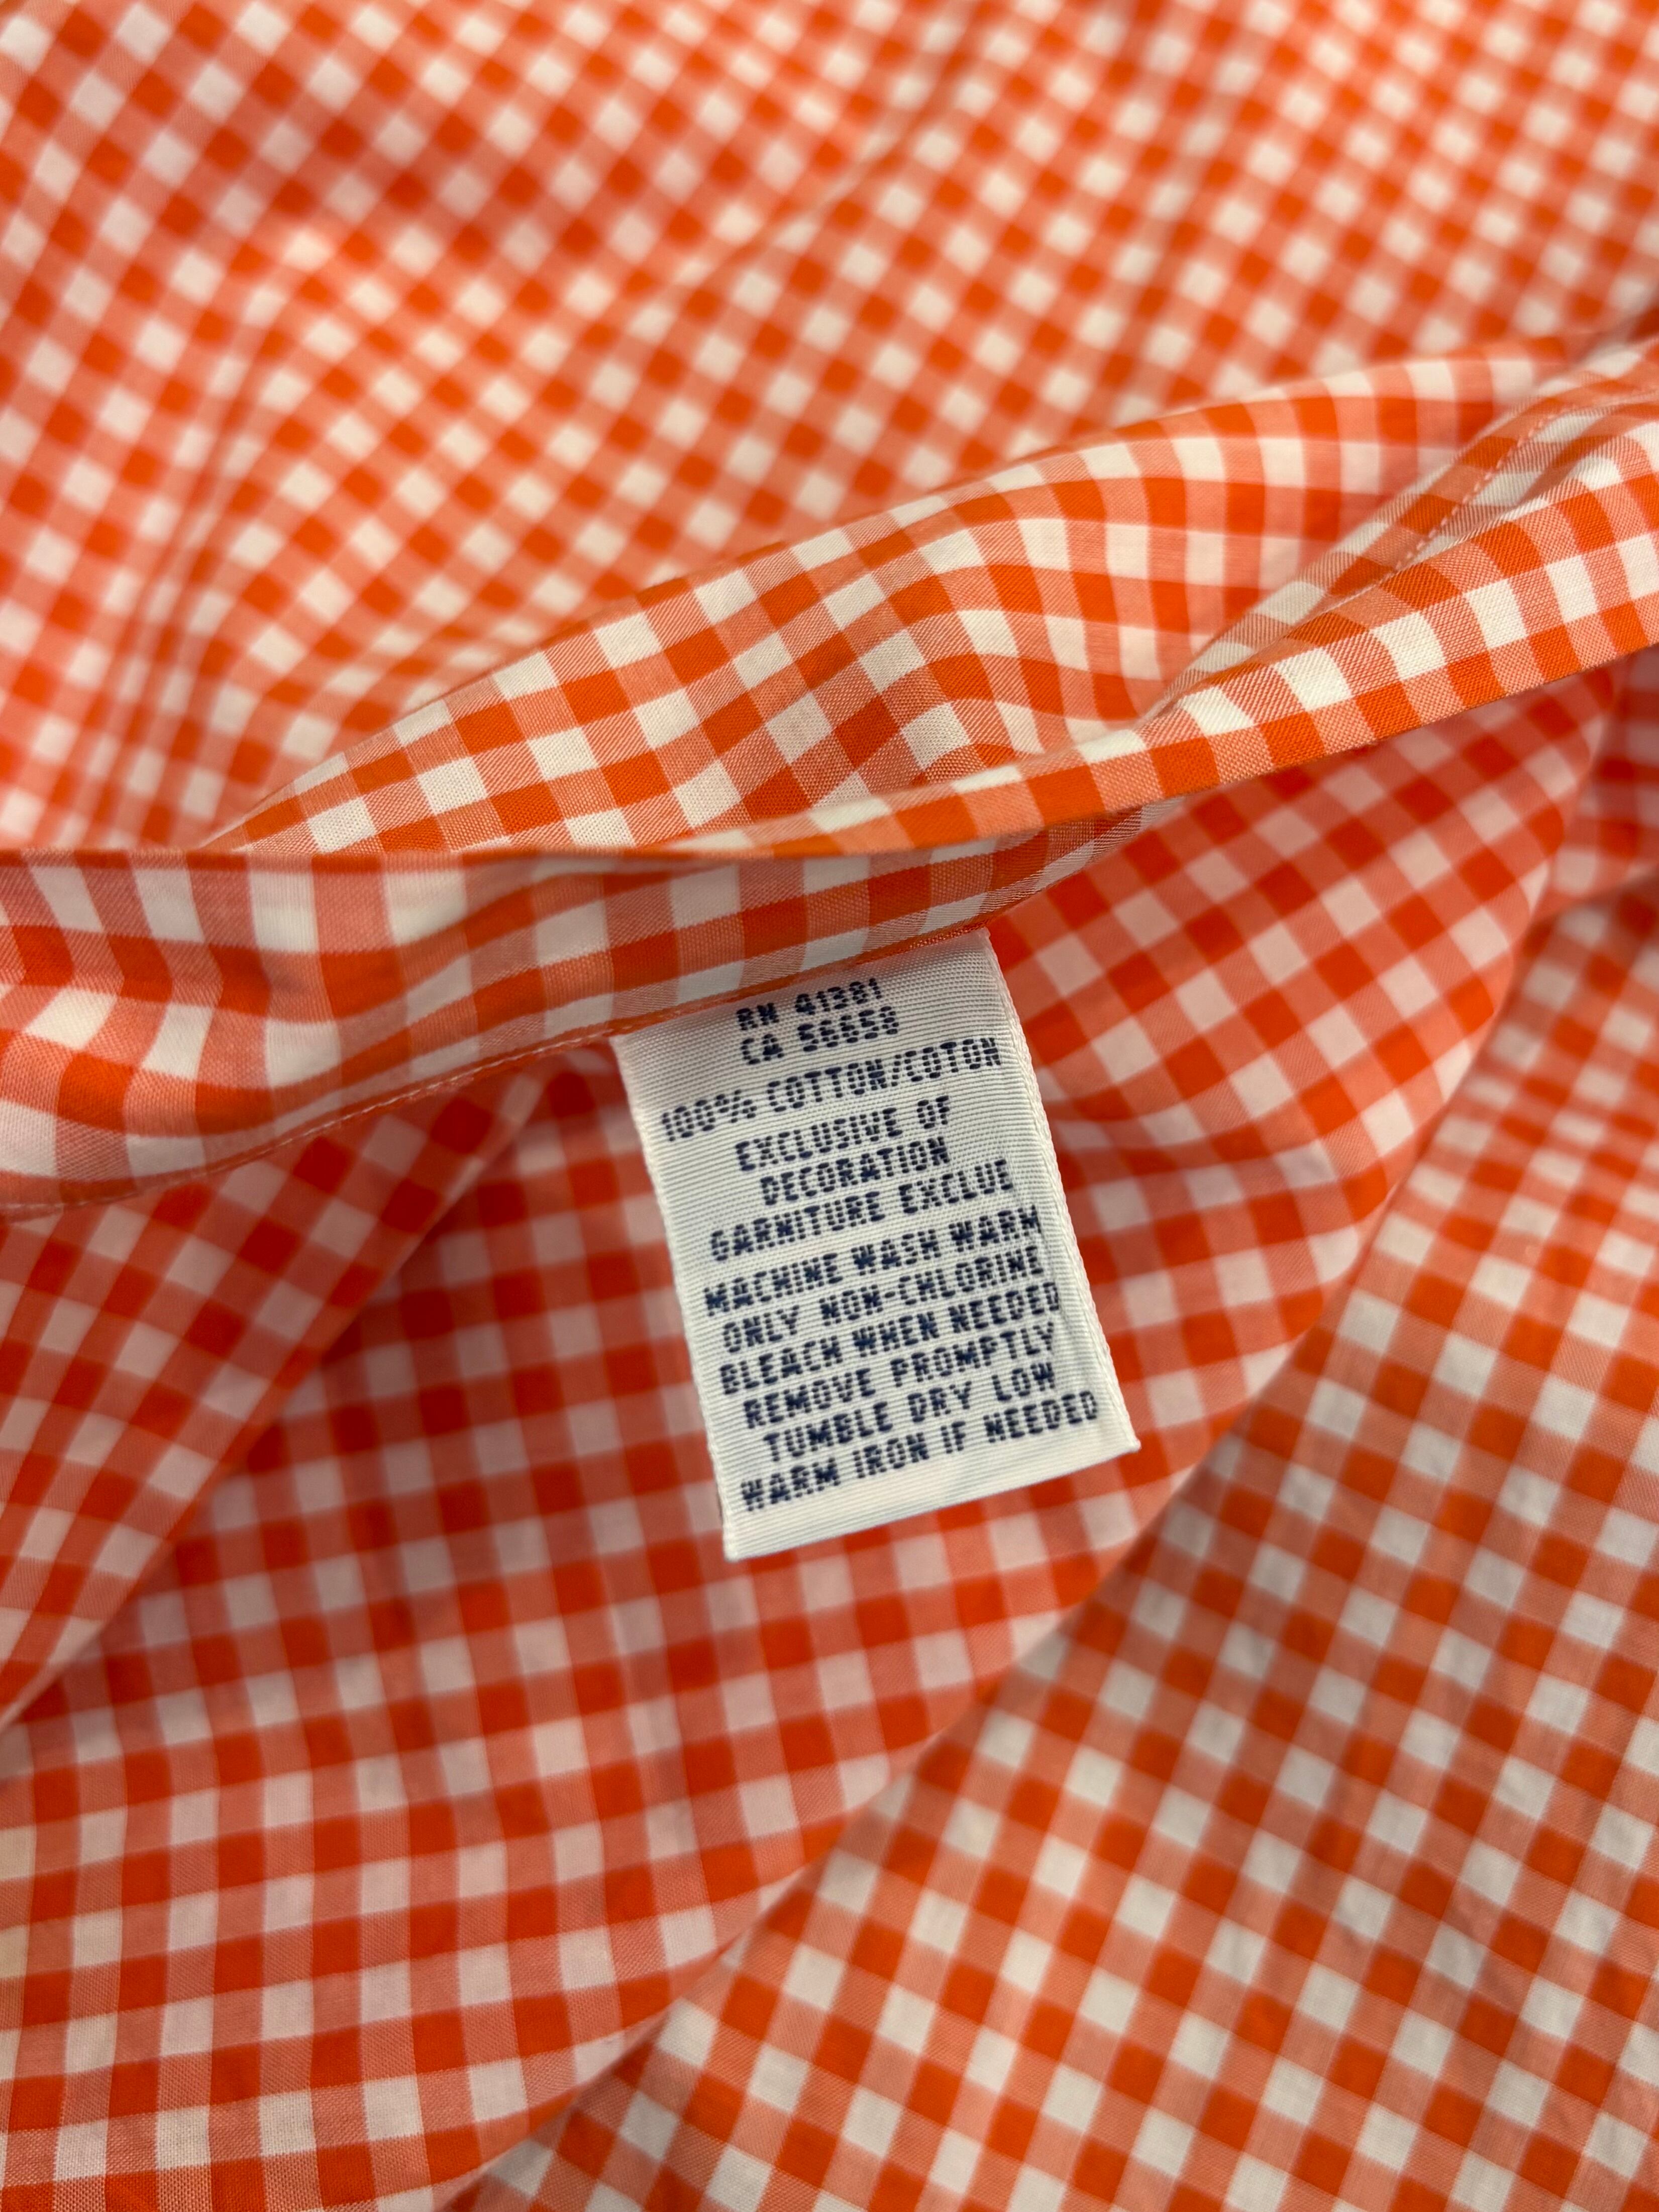 RN 41381
CA 56658
100% COTTON/COTON
EXCLUSIVE OF
DECORATION
GARNITURE EXCLUE
MACHINE WASH WARM
ONLY NON-CHLORINE
BLEACH WHEN NEEDED
REMOVE PROMPTLY
TUMBLE DRY LOW
WARM IRON IF NEEDED